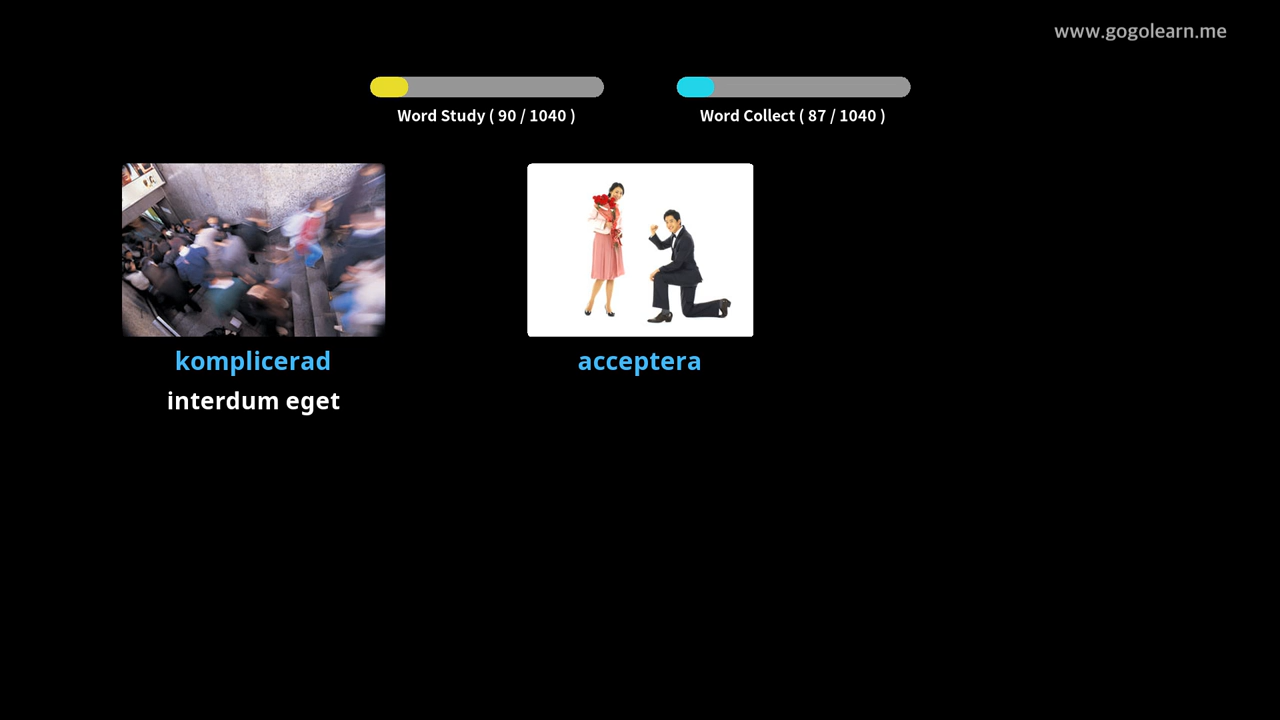 www.gogolearn.me
Word Study ( 90 / 1040 )
Word Collect ( 87 / 1040 )
komplicerad
acceptera
interdum eget